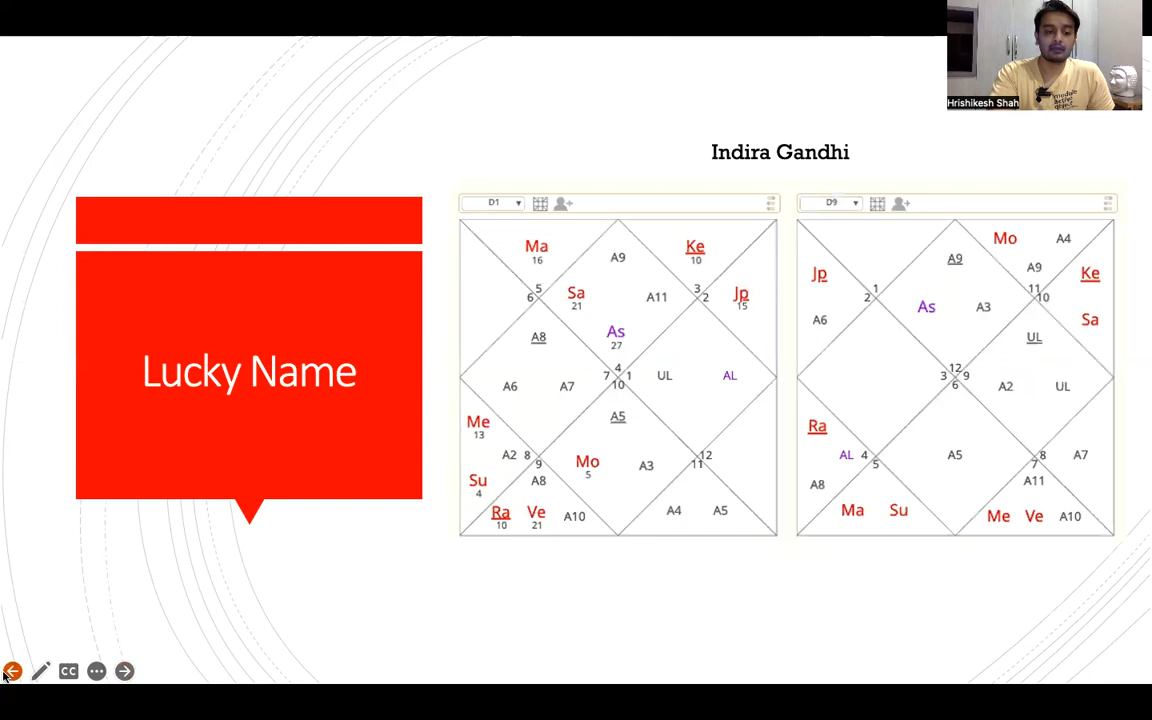 Hrishikesh Shah
Indira Gandhi
Lucky Name
D1
Ma
16
A9
Ke
10
5
6
Sa
21
A11
3
2
Jp
15
A8
As
27
4
7
1
10
UL
AL
A6
A7
Me
13
A5
A2
8
9
Mo
5
A3
12
11
Su
4
A8
Ra
10
Ve
21
A10
A4
A5
D9
Mo
A4
Jp
A9
A9
Ke
1
2
11
10
As
A3
A6
Sa
UL
12
3
9
6
A2
UL
Ra
AL
4
5
A5
8
7
A7
A8
A11
Ma
Su
Me
Ve
A10
CC